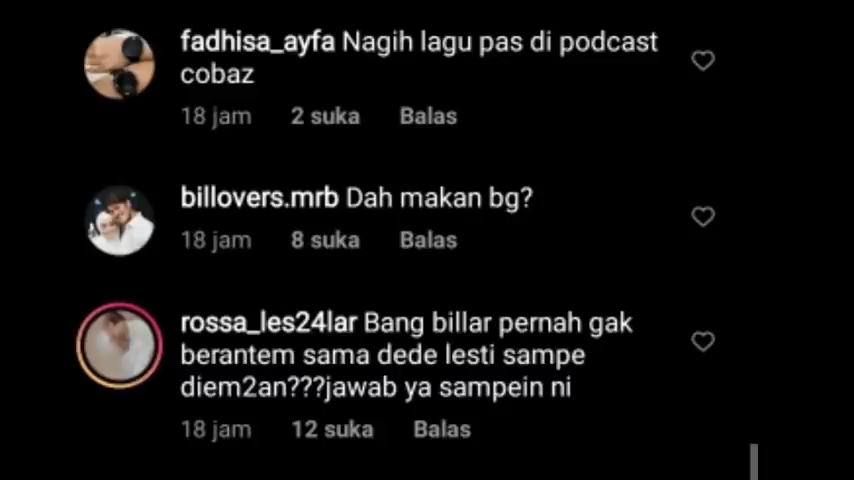 fadhisa_ayfa Nagih lagu pas di podcast
cobaz
18 jam 2 suka Balas
billovers.mrb Dah makan bg?
18 jam 8 suka Balas
rossa_les24lar Bang billar pernah gak
berantem sama dede lesti sampe
diem2an???jawab ya sampein ni
18 jam 12 suka Balas